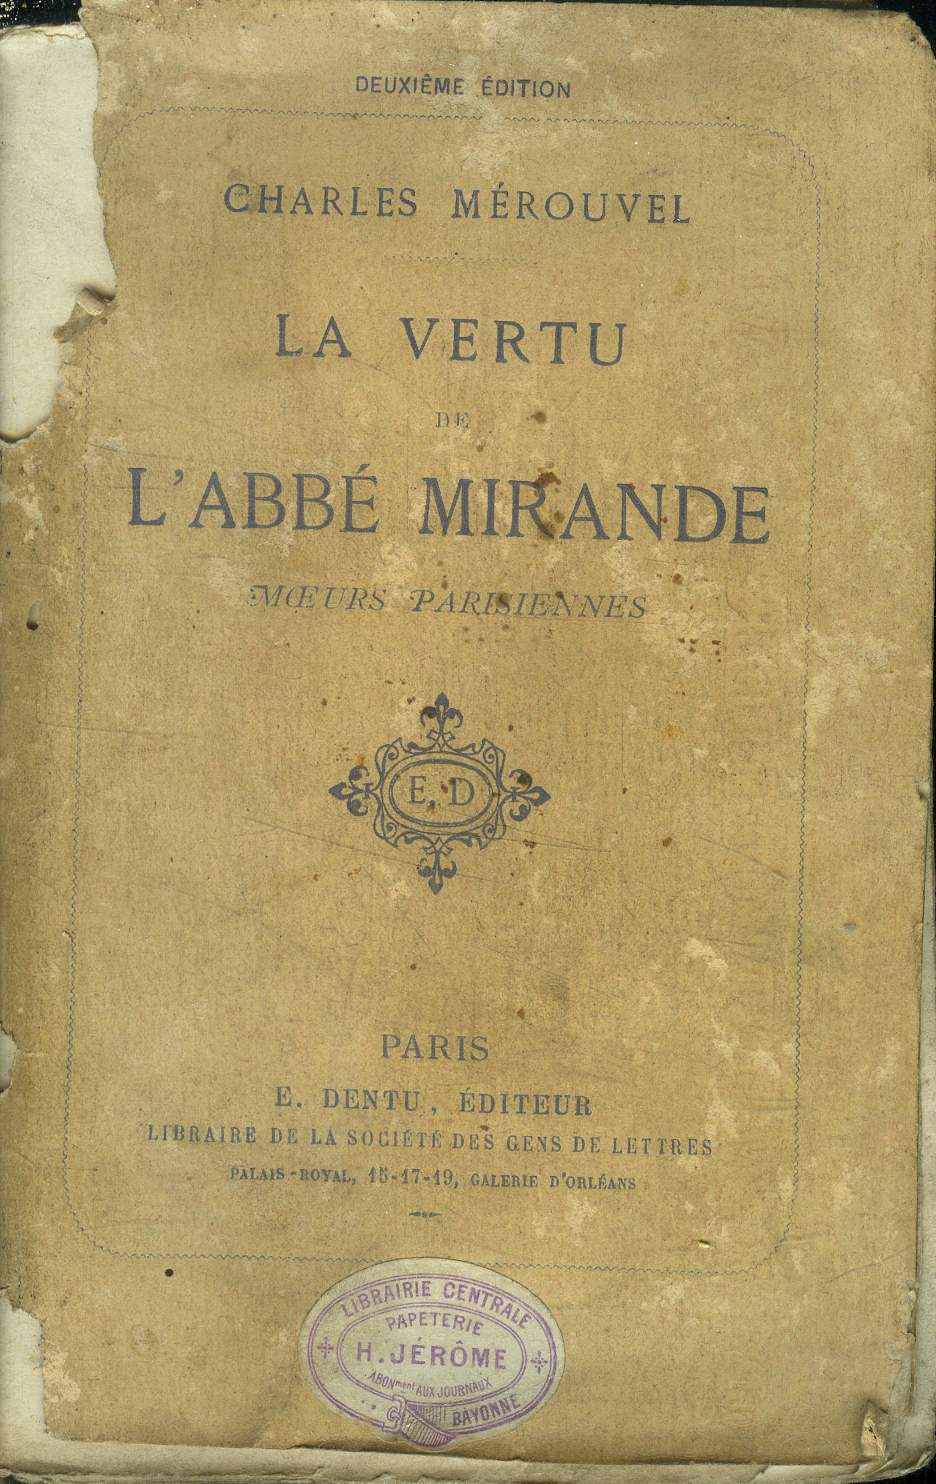 DEUXIÈME ÉDITION
CHARLES MÉROUVEL
LA VERTU
DE
L'ABBÉ MIRANDE
MŒURS PARISIENNES
E. D
PARIS
E. DENTU, ÉDITEUR
LIBRAIRE DE LA SOCIÉTÉ DES GENS DE LETTRES
PALAIS-ROYAL, 15-17-19, GALERIE D'ORLÉANS
LIBRAIRIE CENTRALE
PAPETERIE
H. JÉRÔME
ABONment AUX JOURNAUX
BAYONNE